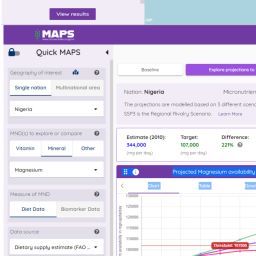 View results
MAPS
Quick MAPS
Geography of interest
Single nation
Multinational area
Nigeria
MND(s) to explore or compare
Vitamin
Mineral
Other
Magnesium
Measure of MND
Diet Data
Biomarker Data
Data source
Dietary supply estimate (FAO ...
Baseline
Explore projections to
Nation: Nigeria
Micronutrien
The projections are modelled based on 3 different scen
SSP3 is the Regional Rivalry Scenario.
Learn More
Estimate (2010):
Target:
Difference:
344,000
107,000
221%
(mg per day)
(mg per day)
Projected Magnesium availability
Chart
Table
Threshold: 107000